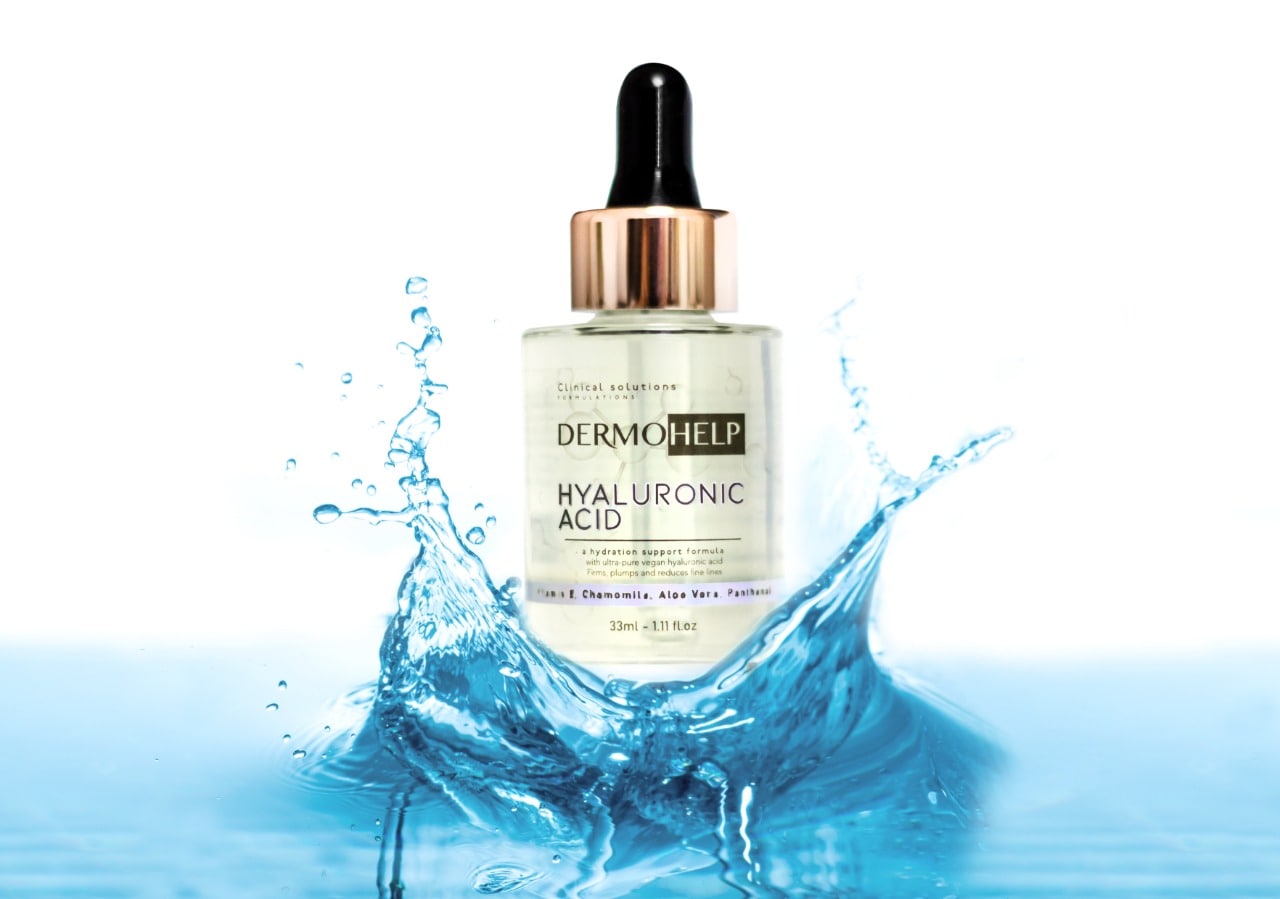 Clinical solutions
FORMULATIONS
DERMOHELP
HYALURONIC
ACID
a hydration support formula
with ultra-pure vegan hyaluronic acid
Firms, plumps and reduces fine lines
E, Chamomile, Aloe Vera, Panthenol
33ml - 1.11 fl.oz